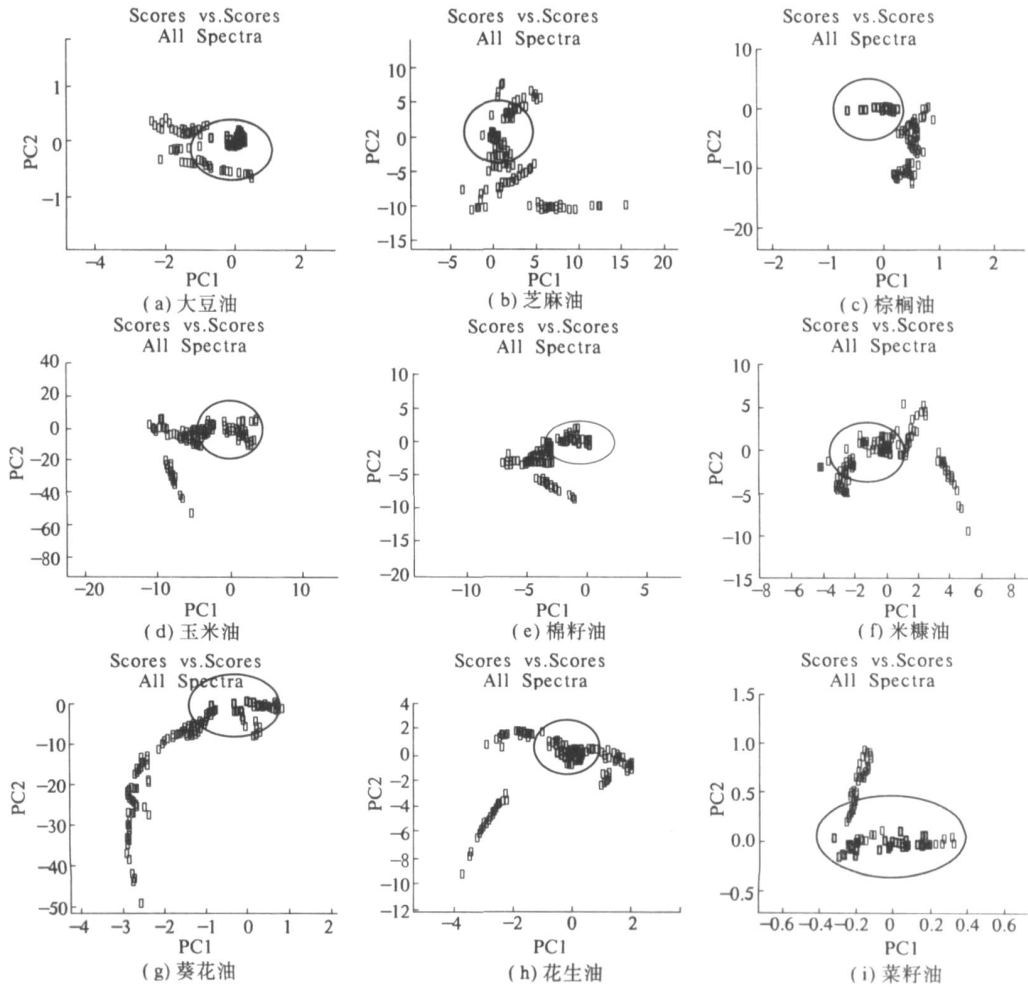 Scores vs.Scores
All Spectra
1
0
−1
PC2
−4
−2
0
2
PC1
(a)大豆油
Scores vs.Scores
All Spectra
10
5
0
−5
−10
−15
PC2
−5
0
5
10
15
20
PC1
(b)芝麻油
Scores vs.Scores
All Spectra
10
0
−10
−20
PC2
−2
−1
0
1
2
PC1
(c)棕榈油
Scores vs.Scores
All Spectra
40
20
0
−20
−40
−60
−80
PC2
−20
−10
0
10
PC1
(d)玉米油
Scores vs.Scores
All Spectra
10
5
0
−5
−10
−15
−20
PC2
−10
−5
0
5
PC1
(e)棉籽油
Scores vs.Scores
All Spectra
10
5
0
−5
−10
−15
PC2
−8
−6
−4
−2
0
2
4
6
8
PC1
(f)米糠油
Scores vs.Scores
All Spectra
0
−10
−20
−30
−40
−50
PC2
−4
−3
−2
−1
0
1
2
PC1
(g)葵花油
Scores vs.Scores
All Spectra
4
2
0
−2
−4
−6
−8
−10
−12
PC2
−4
−2
0
2
PC1
(h)花生油
Scores vs.Scores
All Spectra
1.5
1.0
0.5
0.0
−0.5
PC2
−0.6
−0.4
−0.2
0
0.2
0.4
0.6
PC1
(i)菜籽油